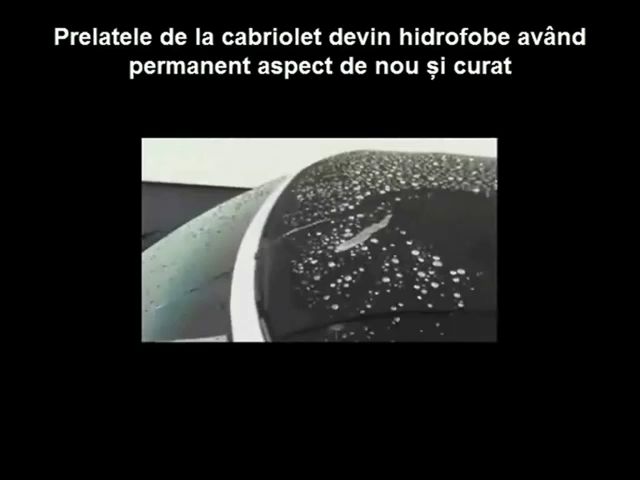 Prelatele de la cabriolet devin hidrofobe având
permanent aspect de nou și curat